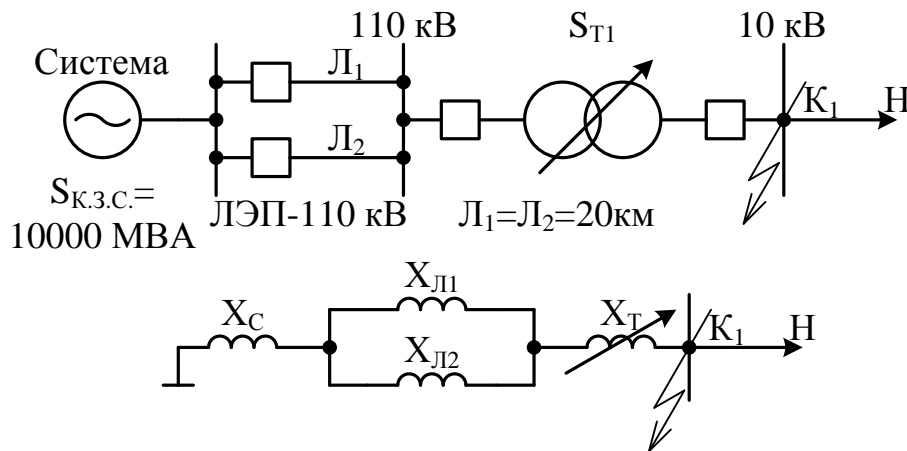 110 кВ
S_Т1
10 кВ
Система
Л₁
К₁
Н
Л₂
S_К.З.С.=
10000 МВА
ЛЭП-110 кВ
Л₁=Л₂=20км
X_Л1
X_С
X_Т
К₁
Н
X_Л2